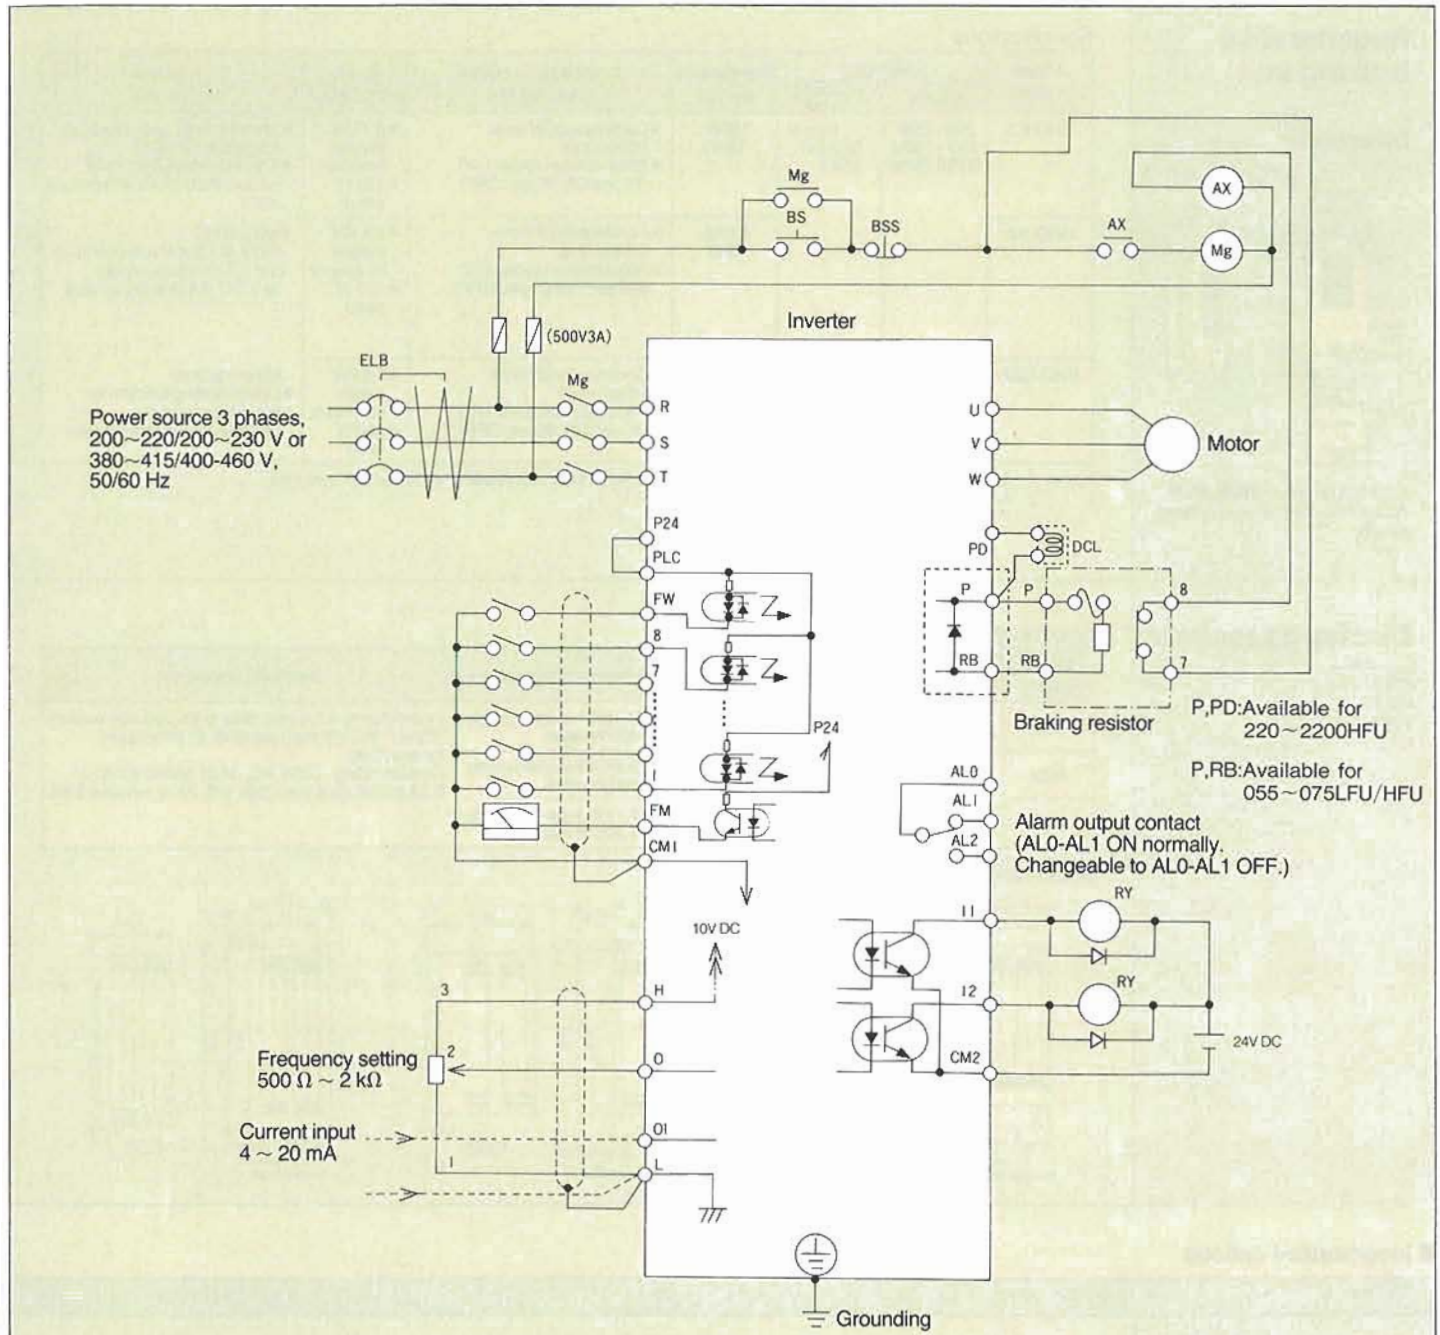 Mg
BS
BSS
AX
AX
Mg
Inverter
(500V3A)
ELB
Mg
Power source 3 phases,
200~220/200~230 V or
380~415/400-460 V,
50/60 Hz
R
S
T
U
V
W
Motor
P24
PLC
PD
DCL
FW
8
7
P
P
8
RB
RB
7
Braking resistor
P,PD:Available for
220~2200HFU
P,RB:Available for
055~075LFU/HFU
P24
1
FM
CM1
AL0
AL1
AL2
Alarm output contact
(AL0-AL1 ON normally.
Changeable to AL0-AL1 OFF.)
RY
11
RY
12
CM2
24V DC
10V DC
3
H
Frequency setting
500 Ω ~ 2 kΩ
2
O
Current input
4 ~ 20 mA
OI
1
L
Grounding